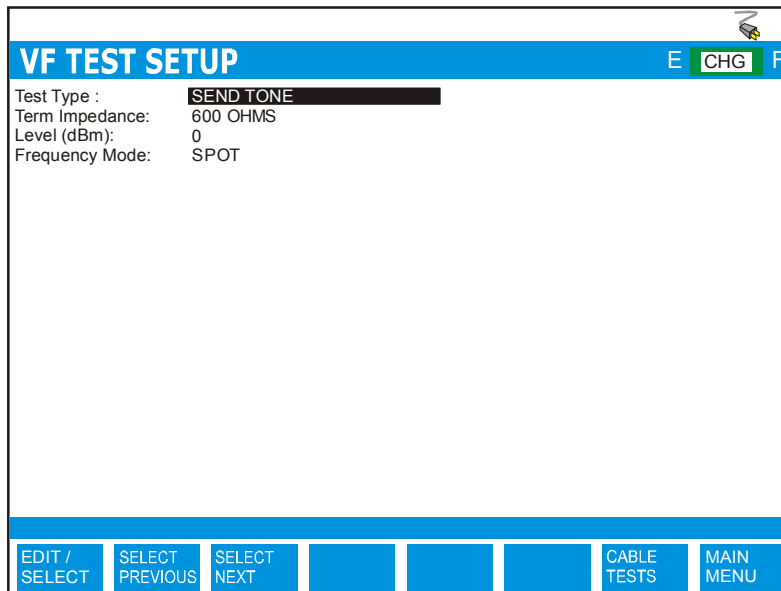 VF TEST SETUP
E CHG F
Test Type : SEND TONE
Term Impedance: 600 OHMS
Level (dBm): 0
Frequency Mode: SPOT
EDIT / SELECT
SELECT PREVIOUS
SELECT NEXT
CABLE TESTS
MAIN MENU